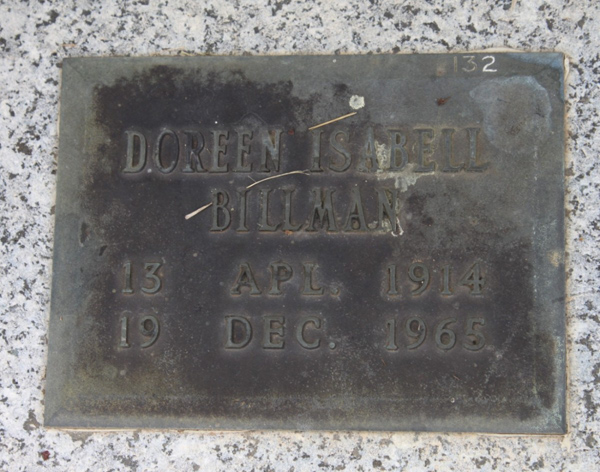 132
DOREEN ISABELL
BILLMAN
13 APL. 1914
19 DEC. 1965